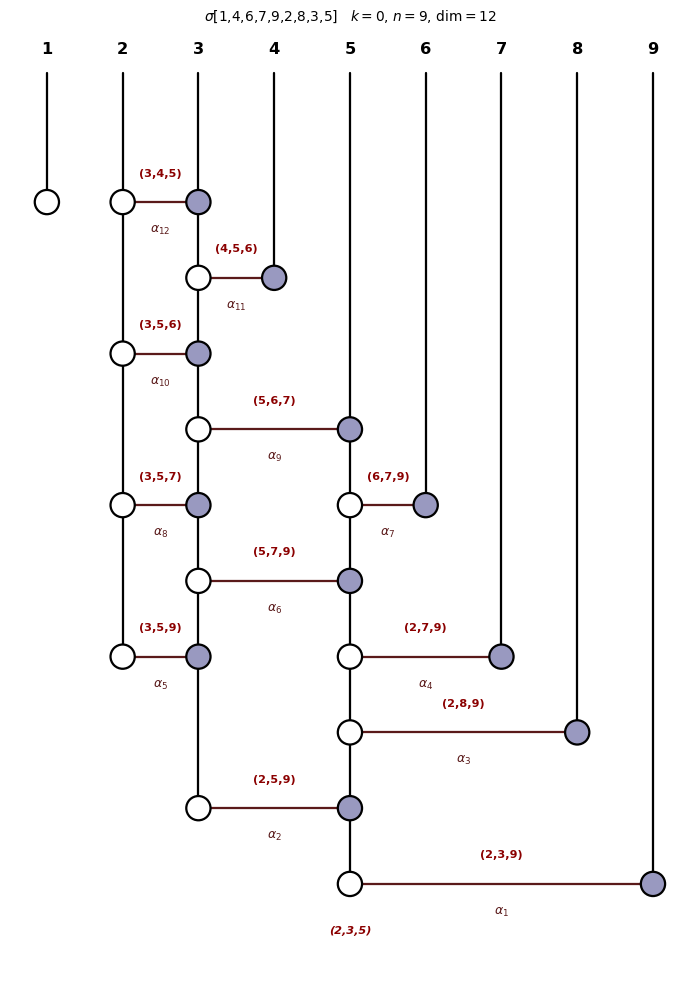 σ[1,4,6,7,9,2,8,3,5]   k = 0, n = 9, dim = 12
1 2 3 4 5 6 7 8 9
(3,4,5)
α₁₂
(4,5,6)
α₁₁
(3,5,6)
α₁₀
(5,6,7)
α₉
(3,5,7) (6,7,9)
α₈ α₇
(5,7,9)
α₆
(3,5,9) (2,7,9)
α₅ α₄
(2,8,9)
α₃
(2,5,9)
α₂
(2,3,9)
α₁
(2,3,5)